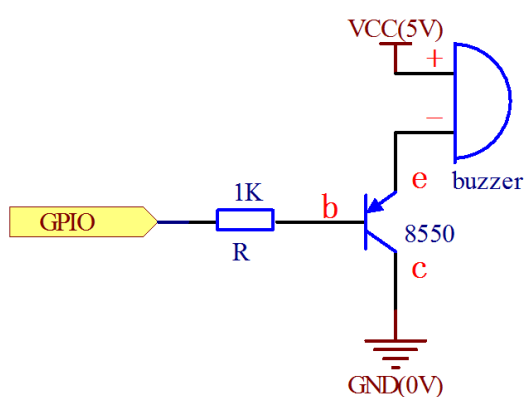 VCC(5V)
+
−
buzzer
e
1K
b
GPIO
8550
R
c
GND(0V)